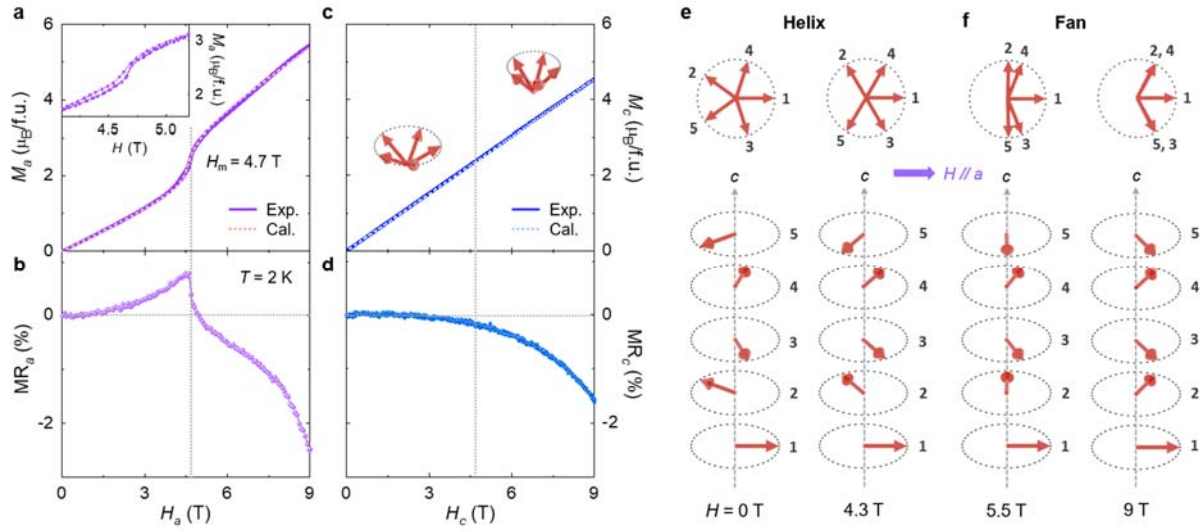 a
6
4
2
0
M_a (μ_B/f.u.)
3
2
M_a (μ_B/f.u.)
4.5
5.0
H (T)
H_m = 4.7 T
Exp.
Cal.
b
T = 2 K
0
-2
MR_a (%)
0
3
6
9
H_a (T)
c
6
4
2
0
M_c (μ_B/f.u.)
Exp.
Cal.
d
0
-2
MR_c (%)
0
3
6
9
H_c (T)
e
Helix
4
2
1
5
3
2
4
1
5
3
f
Fan
2 4
1
5 3
2, 4
1
5, 3
H // a
c
5
4
3
2
1
c
5
4
3
2
1
c
5
4
3
2
1
c
5
4
3
2
1
H = 0 T
4.3 T
5.5 T
9 T